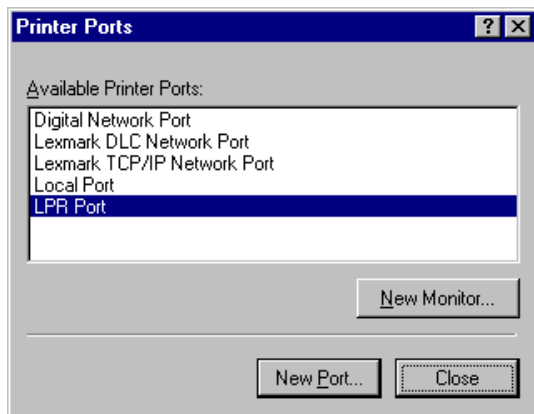 Printer Ports
Available Printer Ports:
Digital Network Port
Lexmark DLC Network Port
Lexmark TCP/IP Network Port
Local Port
LPR Port
New Monitor...
New Port...
Close